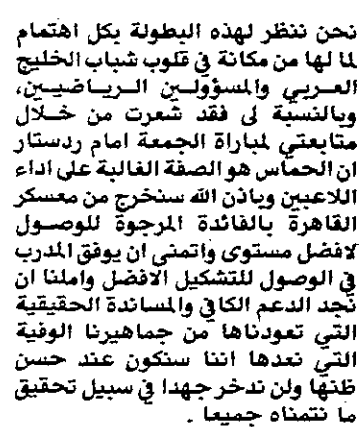 نحن ننظر لهذه البطولة بكل اهتمام
لما لها من مكانة في قلوب شباب الخليج
العربي والمسؤولين الرياضيين،
وبالنسبة لى فقد شعرت من خلال
متابعتي لمباراة الجمعة امام ردستار
ان الحماس هو الصفة الغالبة على اداء
اللاعبين وباذن الله سنخرج من معسكر
القاهرة بالفائدة المرجوة للوصول
لافضل مستوى واتمنى ان يوفق المدرب
في الوصول للتشكيل الافضل واملنا ان
نجد الدعم الكافي والمساندة الحقيقية
التي تعودناها من جماهيرنا الوفية
التي نعدها اننا سنكون عند حسن
ظنها ولن ندخر جهدا في سبيل تحقيق
ما نتمناه جميعا .